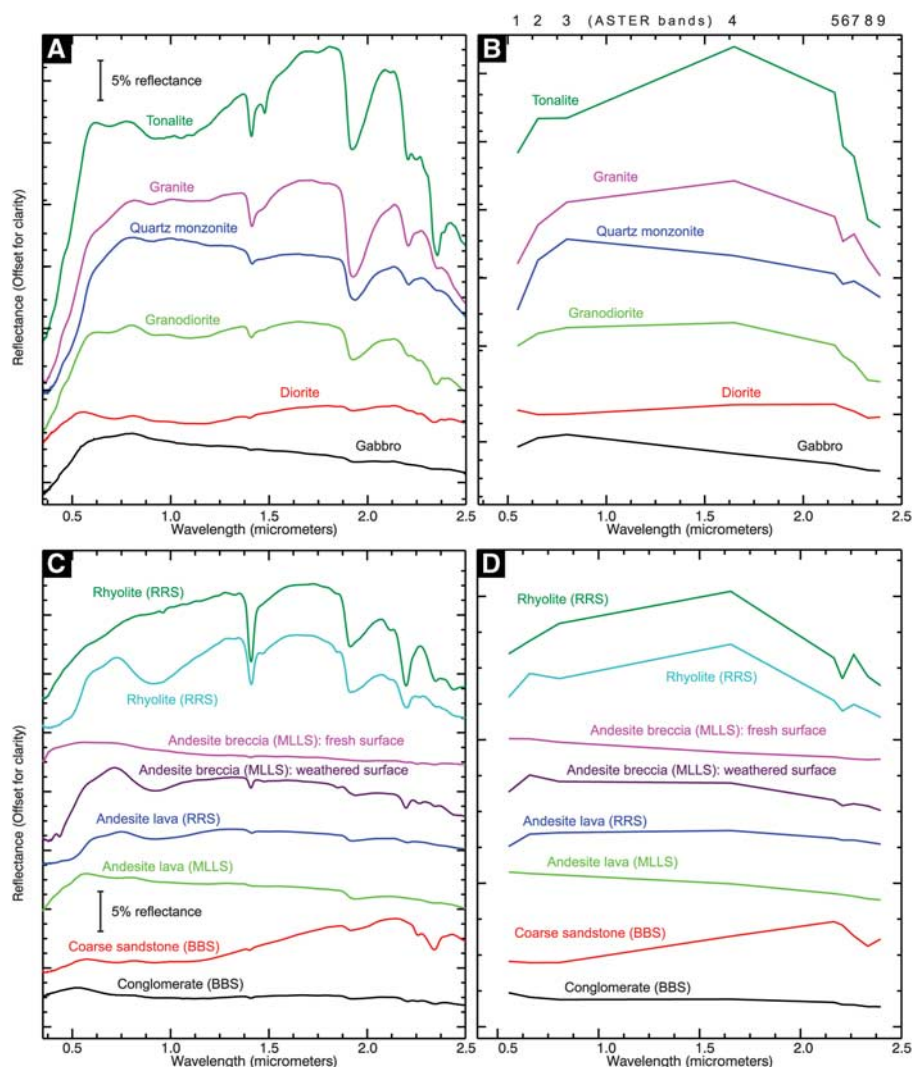 1 2 3 (ASTER bands) 4 56789
A
5% reflectance
Tonalite
Granite
Quartz monzonite
Granodiorite
Diorite
Gabbro
Reflectance (Offset for clarity)
0.5 1.0 1.5 2.0 2.5
Wavelength (micrometers)
B
Tonalite
Granite
Quartz monzonite
Granodiorite
Diorite
Gabbro
0.5 1.0 1.5 2.0 2.5
Wavelength (micrometers)
C
Rhyolite (RRS)
Rhyolite (RRS)
Andesite breccia (MLLS): fresh surface
Andesite breccia (MLLS): weathered surface
Andesite lava (RRS)
Andesite lava (MLLS)
5% reflectance
Coarse sandstone (BBS)
Conglomerate (BBS)
Reflectance (Offset for clarity)
0.5 1.0 1.5 2.0 2.5
Wavelength (micrometers)
D
Rhyolite (RRS)
Rhyolite (RRS)
Andesite breccia (MLLS): fresh surface
Andesite breccia (MLLS): weathered surface
Andesite lava (RRS)
Andesite lava (MLLS)
Coarse sandstone (BBS)
Conglomerate (BBS)
0.5 1.0 1.5 2.0 2.5
Wavelength (micrometers)